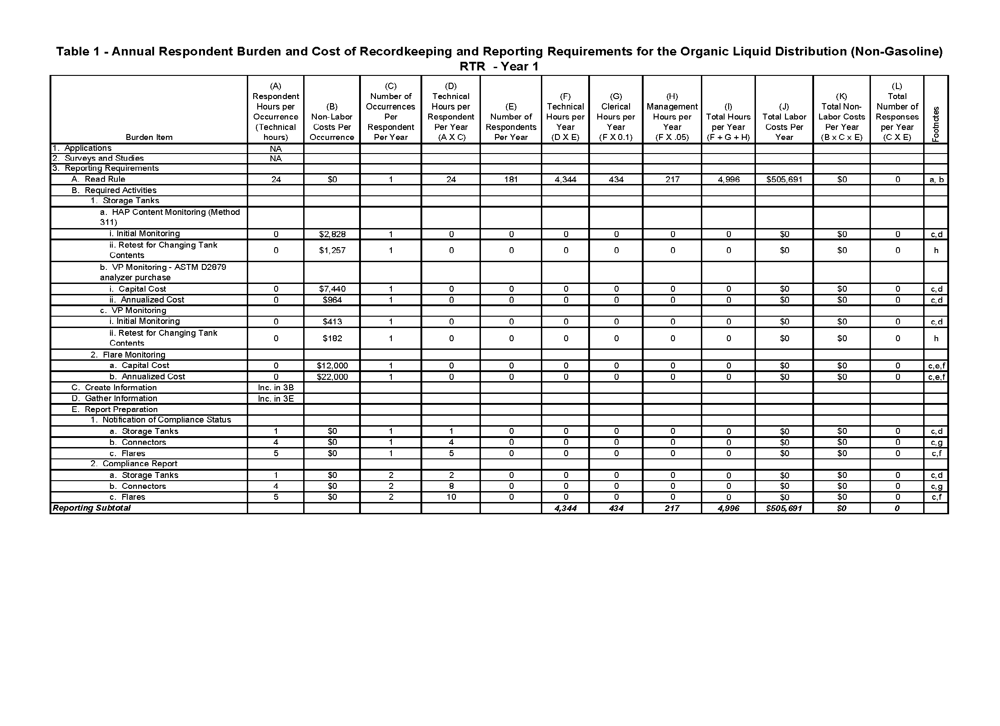 Table 1 - Annual Respondent Burden and Cost of Recordkeeping and Reporting Requirements for the Organic Liquid Distribution (Non-Gasoline)
RTR - Year 1
Burden Item | (A) Respondent Hours per Occurrence (Technical hours) | (B) Non-Labor Costs Per Occurrence | (C) Number of Occurrences Per Respondent Per Year | (D) Technical Hours per Respondent Per Year (A X C) | (E) Number of Respondents Per Year | (F) Technical Hours per Year (D X E) | (G) Clerical Hours per Year (F X 0.1) | (H) Management Hours per Year (F X .05) | (I) Total Hours per Year (F + G + H) | (J) Total Labor Costs Per Year | (K) Total Non-Labor Costs Per Year (B x C x E) | (L) Total Number of Responses per Year (C X E) | Footnotes
1. Applications NA
2. Surveys and Studies NA
3. Reporting Requirements
A. Read Rule 24 $0 1 24 181 4,344 434 217 4,996 $505,691 $0 0 a, b
B. Required Activities
1. Storage Tanks
a. HAP Content Monitoring (Method
311)
i. Initial Monitoring 0 $2,828 1 0 0 0 0 0 0 $0 $0 0 c,d
ii. Retest for Changing Tank
Contents 0 $1,257 1 0 0 0 0 0 0 $0 $0 0 h
b. VP Monitoring - ASTM D2879
analyzer purchase
i. Capital Cost 0 $7,440 1 0 0 0 0 0 0 $0 $0 0 c,d
ii. Annualized Cost 0 $964 1 0 0 0 0 0 0 $0 $0 0 c,d
c. VP Monitoring
i. Initial Monitoring 0 $413 1 0 0 0 0 0 0 $0 $0 0 c,d
ii. Retest for Changing Tank
Contents 0 $182 1 0 0 0 0 0 0 $0 $0 0 h
2. Flare Monitoring
a. Capital Cost 0 $12,000 1 0 0 0 0 0 0 $0 $0 0 c,e,f
b. Annualized Cost 0 $22,000 1 0 0 0 0 0 0 $0 $0 0 c,e,f
C. Create Information Inc. in 3B
D. Gather Information Inc. in 3E
E. Report Preparation
1. Notification of Compliance Status
a. Storage Tanks 1 $0 1 1 0 0 0 0 0 $0 $0 0 c,d
b. Connectors 4 $0 1 4 0 0 0 0 0 $0 $0 0 c,g
c. Flares 5 $0 1 5 0 0 0 0 0 $0 $0 0 c,f
2. Compliance Report
a. Storage Tanks 1 $0 2 2 0 0 0 0 0 $0 $0 0 c,d
b. Connectors 4 $0 2 8 0 0 0 0 0 $0 $0 0 c,g
c. Flares 5 $0 2 10 0 0 0 0 0 $0 $0 0 c,f
Reporting Subtotal 4,344 434 217 4,996 $505,691 $0 0